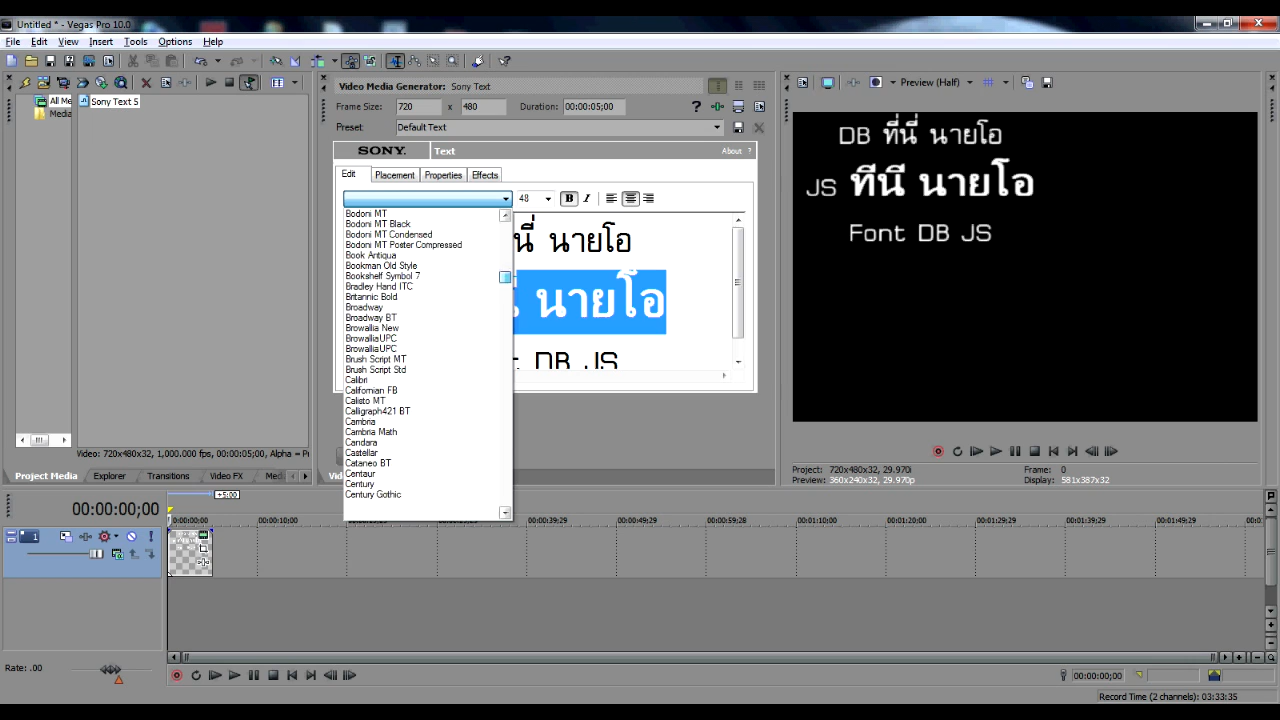 Untitled * - Vegas Pro 10.0
File Edit View Insert Tools Options Help
All Me
Media
Sony Text 5
Video Media Generator: Sony Text
Frame Size: 720 x 480 Duration: 00:00:05;00
Preset: Default Text
SONY. Text About ?
Edit Placement Properties Effects
48 B I
Bodoni MT
Bodoni MT Black
Bodoni MT Condensed
Bodoni MT Poster Compressed
Book Antiqua
Bookman Old Style
Bookshelf Symbol 7
Bradley Hand ITC
Britannic Bold
Broadway
Broadway BT
Browallia New
BrowalliaUPC
BrowalliaUPC
Brush Script MT
Brush Script Std
Calibri
Californian FB
Calisto MT
Calligraph421 BT
Cambria
Cambria Math
Candara
Castellar
Cataneo BT
Centaur
Century
Century Gothic
นายโอ
นายโอ
DB JS
Preview (Half)
DB ที่นี่ นายโอ
JS ทีนี นายโอ
Font DB JS
Project: 720x480x32, 29.970i
Preview: 360x240x32, 29.970p
Frame: 0
Display: 581x387x32
Video: 720x480x32, 1,000.000 fps, 00:00:05;00, Alpha = P
Project Media Explorer Transitions Video FX Med
00:00:00;00
+5:00
00:00:00 00:00:10;00 00:00:39;29 00:00:49;29 00:00:59;28 00:01:10;00 00:01:20;00 00:01:29;29 00:01:39;29 00:01:49;29
1
Rate: .00
00:00:00;00
Record Time (2 channels): 03:33:35